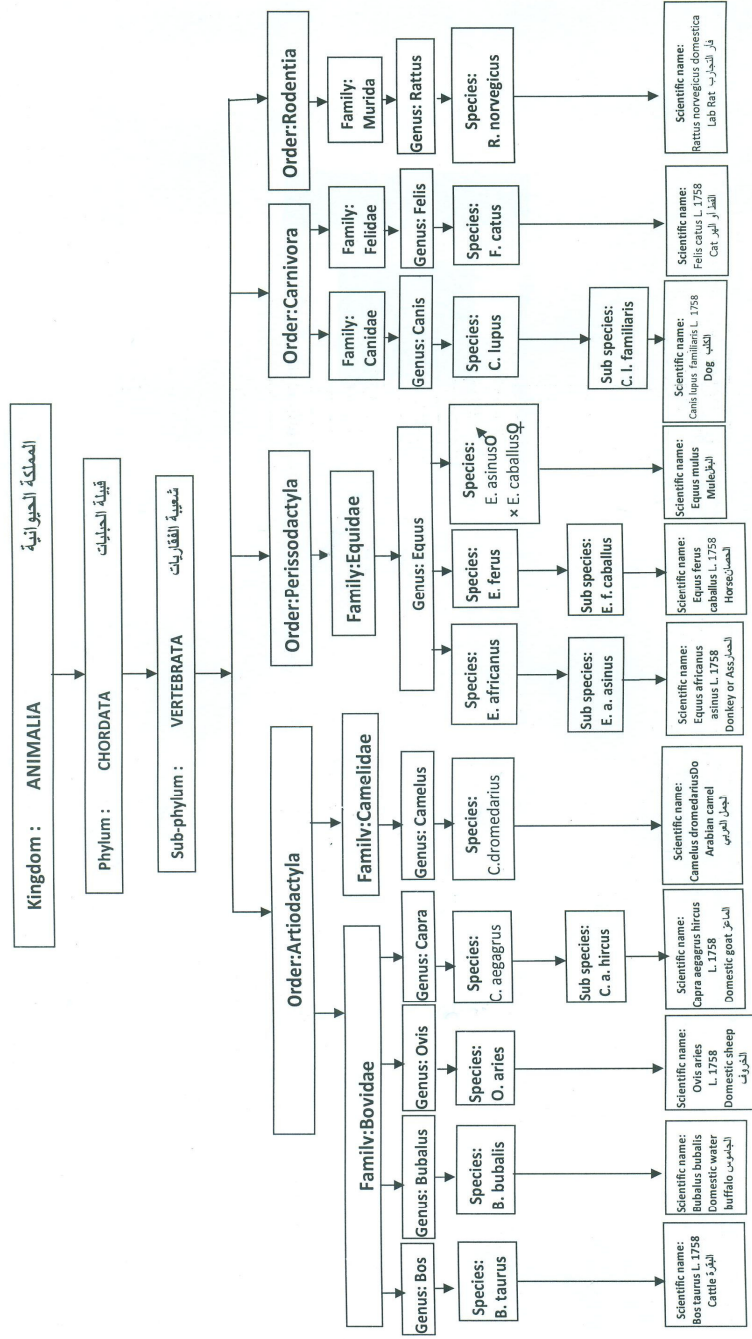 Kingdom : ANIMALIA المملكة الحيوانية
Phylum : CHORDATA قبيلة الحبليات
Sub-phylum : VERTEBRATA شعيبة الفقاريات
Order:Artiodactyla
Order:Perissodactyla
Order:Carnivora
Order:Rodentia
Family:Bovidae
Family:Camelidae
Family:Equidae
Family:
Canidae
Family:
Felidae
Family:
Murida
Genus: Bos
Genus: Bubalus
Genus: Ovis
Genus: Capra
Genus: Camelus
Genus: Equus
Genus: Canis
Genus: Felis
Genus: Rattus
Species:
B. taurus
Species:
B. bubalis
Species:
O. aries
Species:
C. aegagrus
Species:
C.dromedarius
Species:
E. africanus
Species:
E. ferus
Species:
E. asinus♂
× E. caballus♀
Species:
C. lupus
Species:
F. catus
Species:
R. norvegicus
Sub species:
C. a. hircus
Sub species:
E. a. asinus
Sub species:
E. f. caballus
Sub species:
C. l. familiaris
Scientific name:
Bos taurus L. 1758
Cattle البقرة
Scientific name:
Bubalus bubalis
Domestic water
buffalo الجاموس
Scientific name:
Ovis aries
L. 1758
Domestic sheep
الخروف
Scientific name:
Capra aegagrus hircus
L. 1758
Domestic goat الماعز
Scientific name:
Camelus dromedariusDo
Arabian camel
الجمل العربي
Scientific name:
Equus africanus
asinus L. 1758
Donkey or Ass الحمار
Scientific name:
Equus ferus
caballus L. 1758
Horse الحصان
Scientific name:
Equus mulus
Mule البغل
Scientific name:
Canis lupus familiaris L. 1758
Dog الكلب
Scientific name:
Felis catus L. 1758
Cat القط أو الهر
Scientific name:
Rattus norvegicus domestica
Lab Rat فأر التجارب